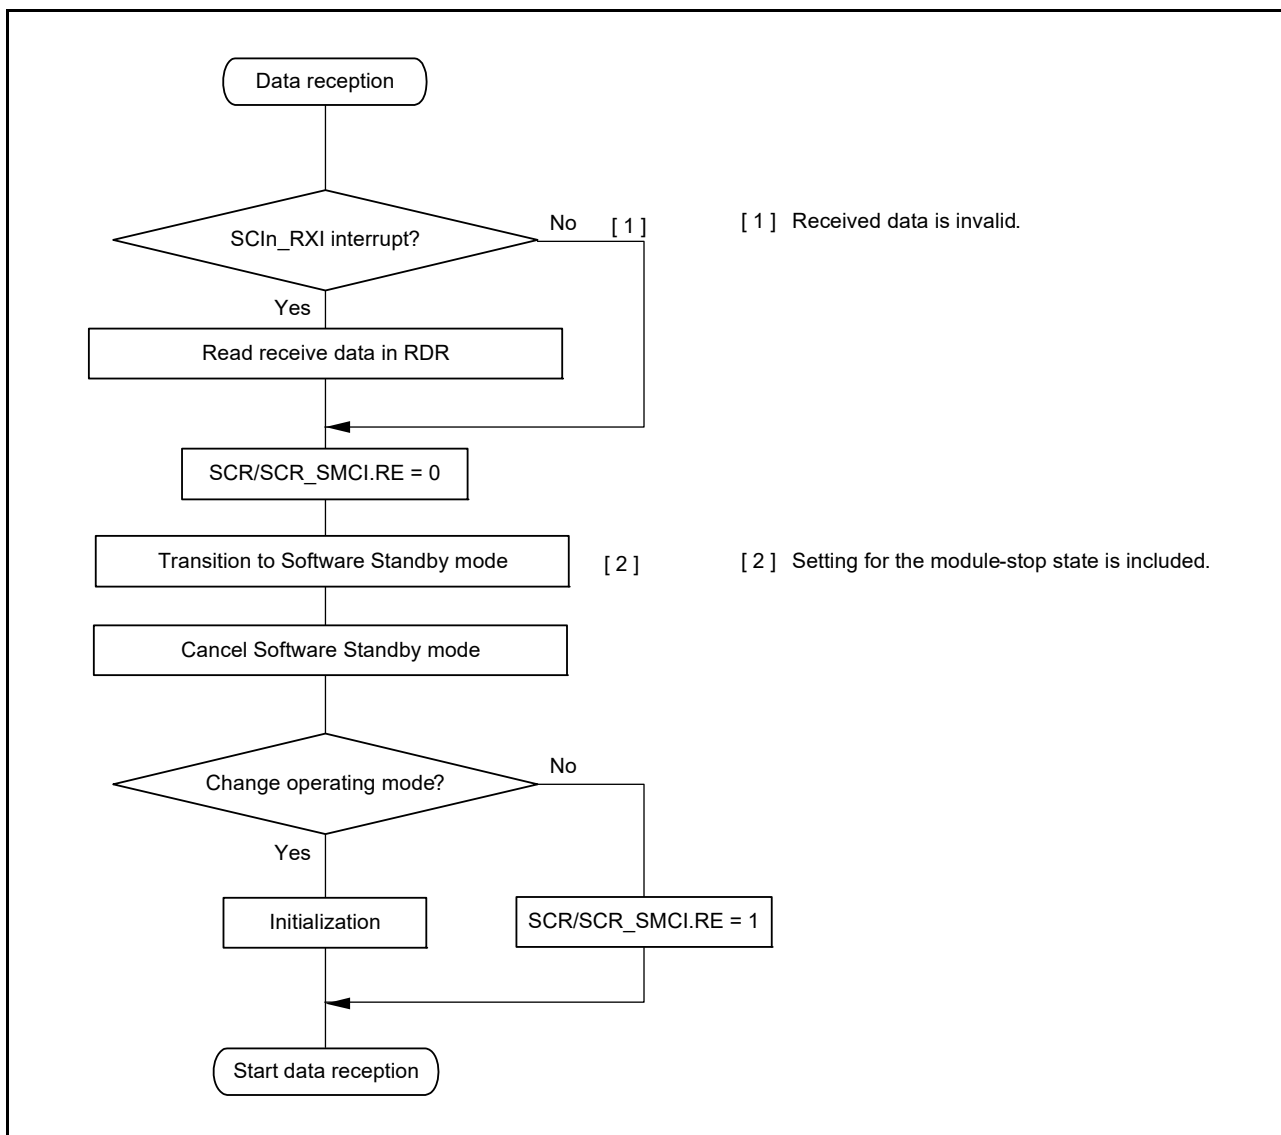 Data reception
SCIn_RXI interrupt?
No
[ 1 ]
[ 1 ] Received data is invalid.
Yes
Read receive data in RDR
SCR/SCR_SMCI.RE = 0
Transition to Software Standby mode
[ 2 ]
[ 2 ] Setting for the module-stop state is included.
Cancel Software Standby mode
Change operating mode?
No
Yes
Initialization
SCR/SCR_SMCI.RE = 1
Start data reception